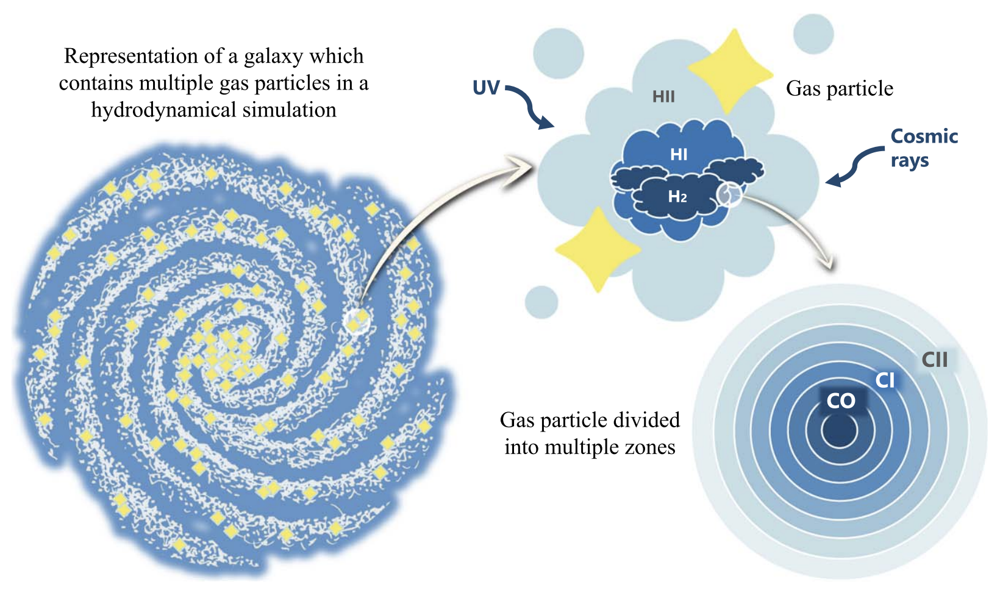 Representation of a galaxy which
contains multiple gas particles in a
hydrodynamical simulation
UV
HII
Gas particle
Cosmic
rays
HI
H₂
CII
CI
CO
Gas particle divided
into multiple zones